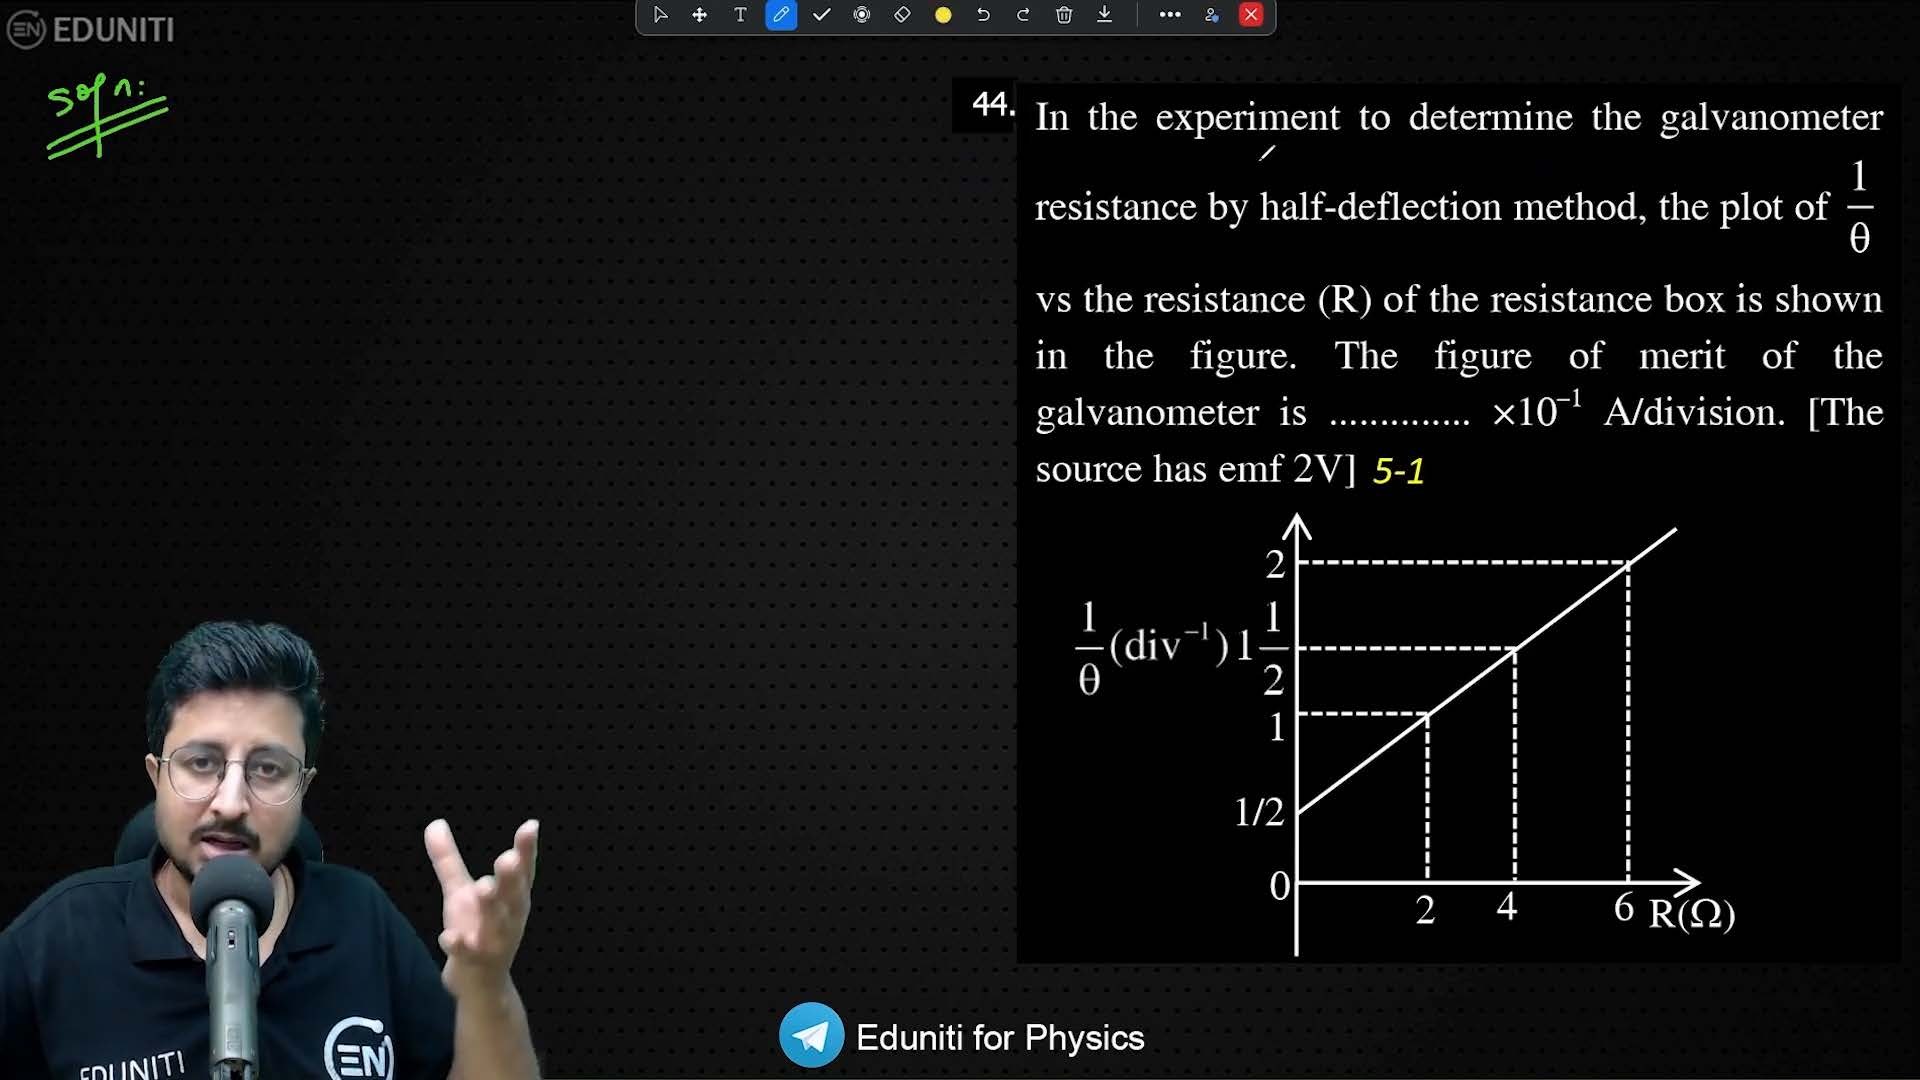 EN EDUNITI
Solⁿ:
T
44.
In the experiment to determine the galvanometer
resistance by half-deflection method, the plot of 1/θ
vs the resistance (R) of the resistance box is shown
in the figure. The figure of merit of the
galvanometer is .............. ×10⁻¹ A/division. [The
source has emf 2V] 5-1
2
1/θ (div⁻¹) 1 1/2
1
1/2
0
2 4 6 R(Ω)
EDUNITI EN
Eduniti for Physics